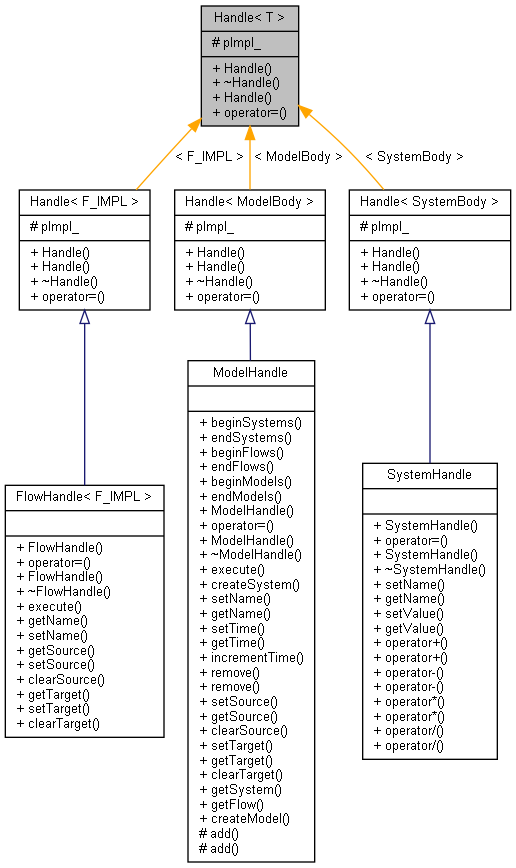 Handle< T >
# pImpl_
+ Handle()
+ ~Handle()
+ Handle()
+ operator=()
< F_IMPL >
< ModelBody >
< SystemBody >
Handle< F_IMPL >
# pImpl_
+ Handle()
+ Handle()
+ ~Handle()
+ operator=()
Handle< ModelBody >
# pImpl_
+ Handle()
+ Handle()
+ ~Handle()
+ operator=()
Handle< SystemBody >
# pImpl_
+ Handle()
+ Handle()
+ ~Handle()
+ operator=()
FlowHandle< F_IMPL >
+ FlowHandle()
+ operator=()
+ FlowHandle()
+ ~FlowHandle()
+ execute()
+ getName()
+ setName()
+ getSource()
+ setSource()
+ clearSource()
+ getTarget()
+ setTarget()
+ clearTarget()
ModelHandle
+ beginSystems()
+ endSystems()
+ beginFlows()
+ endFlows()
+ beginModels()
+ endModels()
+ ModelHandle()
+ operator=()
+ ModelHandle()
+ ~ModelHandle()
+ execute()
+ createSystem()
+ setName()
+ getName()
+ setTime()
+ getTime()
+ incrementTime()
+ remove()
+ remove()
+ setSource()
+ getSource()
+ clearSource()
+ setTarget()
+ getTarget()
+ clearTarget()
+ getSystem()
+ getFlow()
+ createModel()
# add()
# add()
SystemHandle
+ SystemHandle()
+ operator=()
+ SystemHandle()
+ ~SystemHandle()
+ setName()
+ getName()
+ setValue()
+ getValue()
+ operator+()
+ operator+()
+ operator-()
+ operator-()
+ operator*()
+ operator*()
+ operator/()
+ operator/()